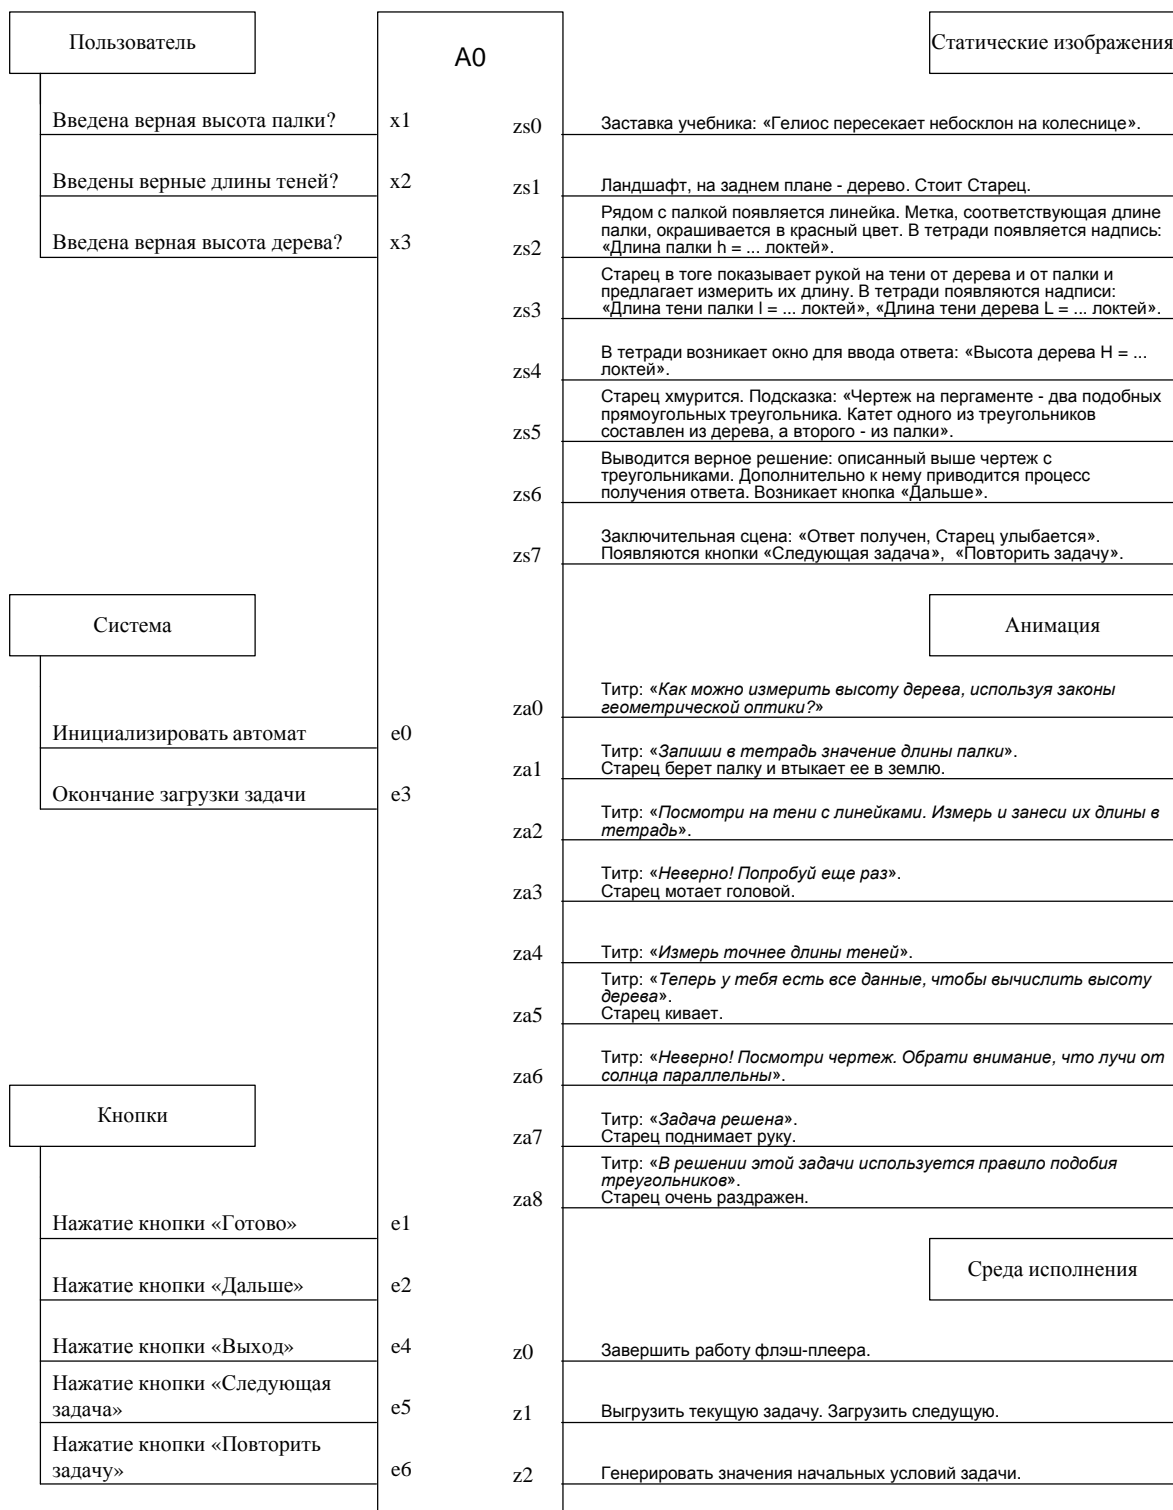 Пользователь
A0
Статические изображения
Введена верная высота палки?
x1
zs0
Заставка учебника: «Гелиос пересекает небосклон на колеснице».
Введены верные длины теней?
x2
zs1
Ландшафт, на заднем плане - дерево. Стоит Старец.
Введена верная высота дерева?
x3
zs2
Рядом с палкой появляется линейка. Метка, соответствующая длине
палки, окрашивается в красный цвет. В тетради появляется надпись:
«Длина палки h = ... локтей».
zs3
Старец в тоге показывает рукой на тени от дерева и от палки и
предлагает измерить их длину. В тетради появляются надписи:
«Длина тени палки l = ... локтей», «Длина тени дерева L = ... локтей».
zs4
В тетради возникает окно для ввода ответа: «Высота дерева H = ...
локтей».
zs5
Старец хмурится. Подсказка: «Чертеж на пергаменте - два подобных
прямоугольных треугольника. Катет одного из треугольников
составлен из дерева, а второго - из палки».
zs6
Выводится верное решение: описанный выше чертеж с
треугольниками. Дополнительно к нему приводится процесс
получения ответа. Возникает кнопка «Дальше».
zs7
Заключительная сцена: «Ответ получен, Старец улыбается».
Появляются кнопки «Следующая задача», «Повторить задачу».
Система
Анимация
za0
Титр: «Как можно измерить высоту дерева, используя законы
геометрической оптики?»
Инициализировать автомат
e0
za1
Титр: «Запиши в тетрадь значение длины палки».
Старец берет палку и втыкает ее в землю.
Окончание загрузки задачи
e3
za2
Титр: «Посмотри на тени с линейками. Измерь и занеси их длины в
тетрадь».
za3
Титр: «Неверно! Попробуй еще раз».
Старец мотает головой.
za4
Титр: «Измерь точнее длины теней».
za5
Титр: «Теперь у тебя есть все данные, чтобы вычислить высоту
дерева».
Старец кивает.
za6
Титр: «Неверно! Посмотри чертеж. Обрати внимание, что лучи от
солнца параллельны».
Кнопки
za7
Титр: «Задача решена».
Старец поднимает руку.
za8
Титр: «В решении этой задачи используется правило подобия
треугольников».
Старец очень раздражен.
Нажатие кнопки «Готово»
e1
Среда исполнения
Нажатие кнопки «Дальше»
e2
Нажатие кнопки «Выход»
e4
z0
Завершить работу флэш-плеера.
Нажатие кнопки «Следующая
задача»
e5
z1
Выгрузить текущую задачу. Загрузить следущую.
Нажатие кнопки «Повторить
задачу»
e6
z2
Генерировать значения начальных условий задачи.